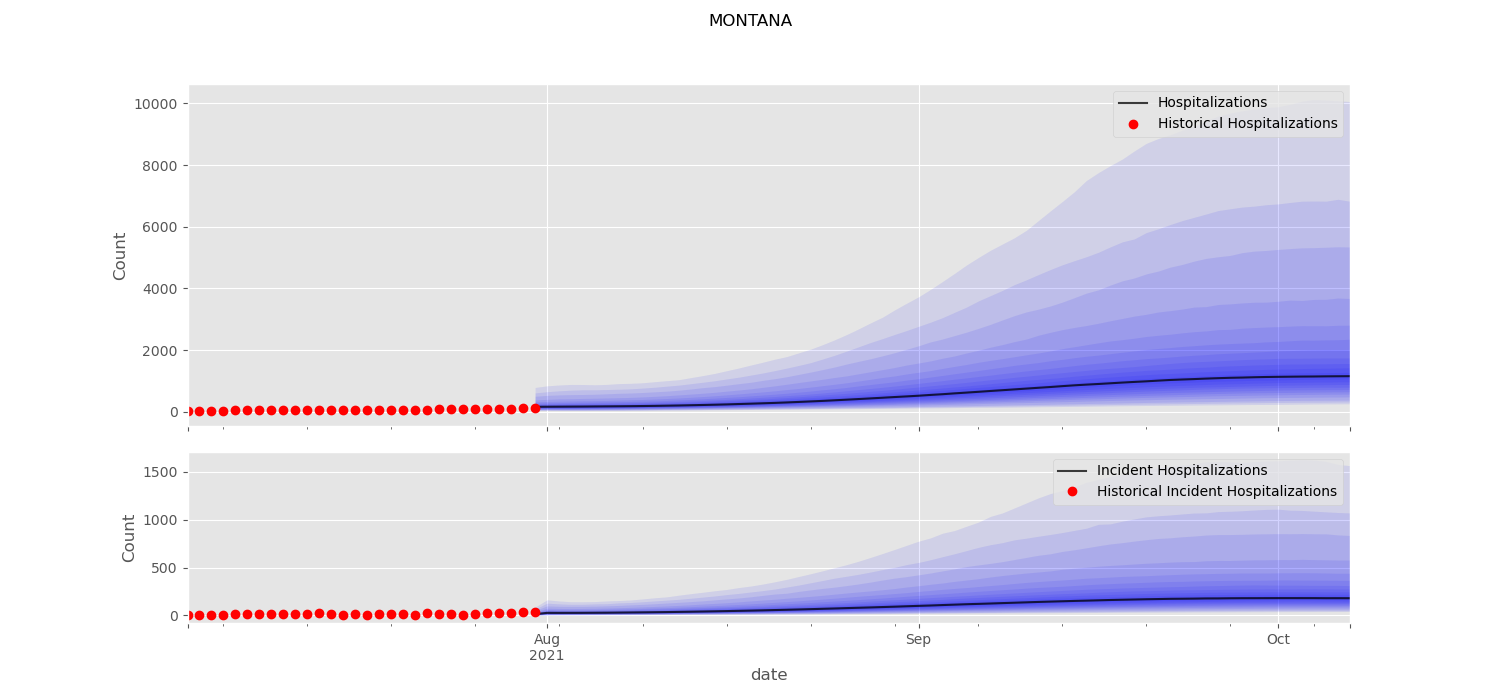 MONTANA
10000
8000
6000
4000
2000
0
Count
Hospitalizations
Historical Hospitalizations
1500
1000
500
0
Count
Incident Hospitalizations
Historical Incident Hospitalizations
Aug
2021
Sep
Oct
date